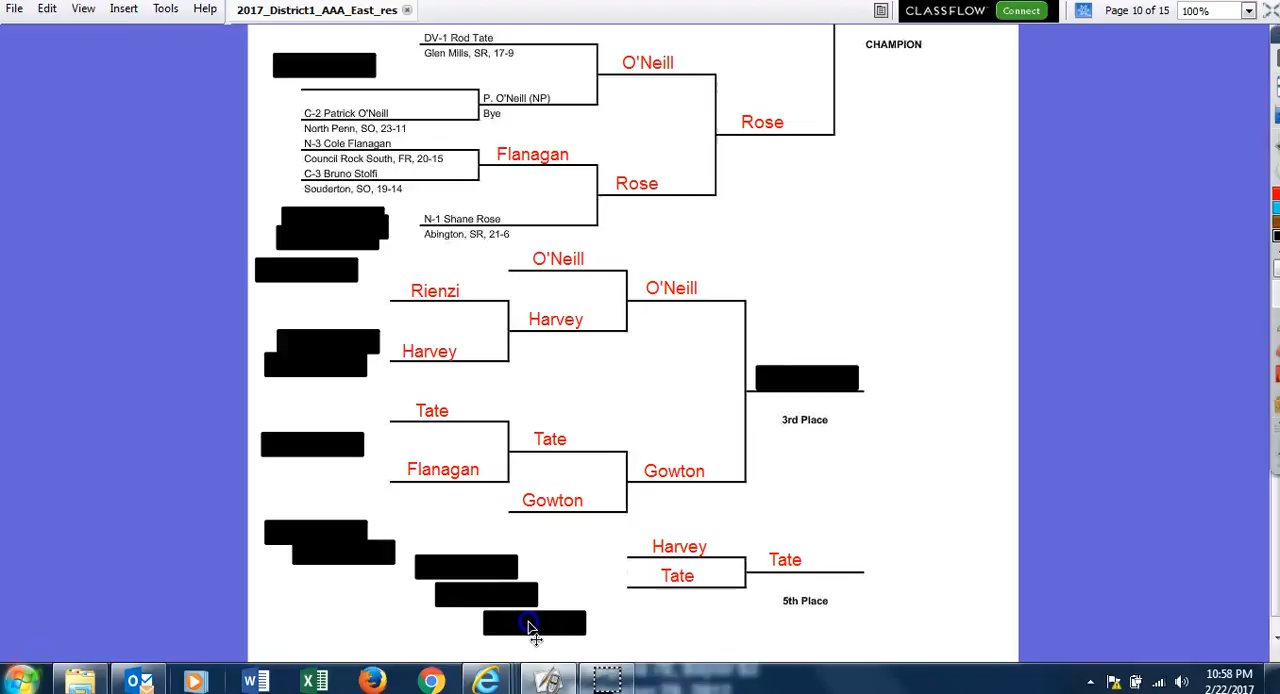 File Edit View Insert Tools Help
2017_District1_AAA_East_res
CLASSFLOW Connect
Page 10 of 15
100%
DV-1 Rod Tate
Glen Mills, SR, 17-9
CHAMPION
O'Neill
P. O'Neill (NP)
C-2 Patrick O'Neill
Bye
Rose
North Penn, SO, 23-11
N-3 Cole Flanagan
Flanagan
Council Rock South, FR, 20-15
C-3 Bruno Stolfi
Rose
Souderton, SO, 19-14
N-1 Shane Rose
Abington, SR, 21-6
O'Neill
Rienzi
O'Neill
Harvey
Harvey
3rd Place
Tate
Tate
Flanagan
Gowton
Gowton
Harvey
Tate
Tate
5th Place
10:58 PM
2/22/2017